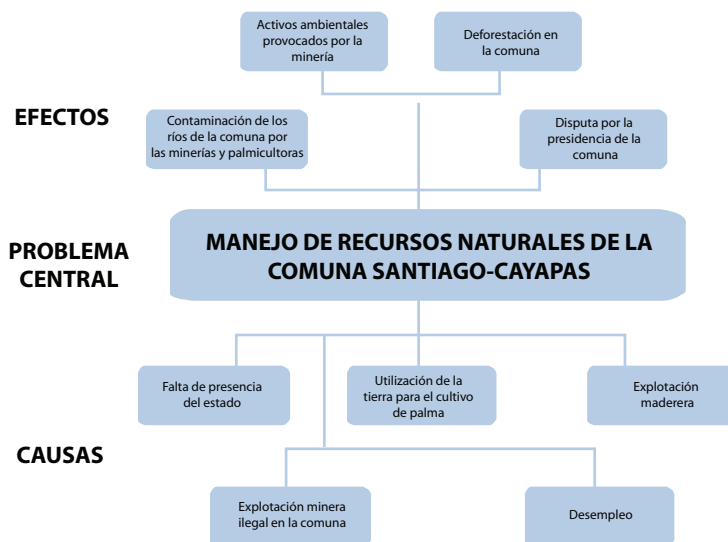 Activos ambientales
provocados por la
minería
Deforestación en
la comuna
EFECTOS
Contaminación de los
ríos de la comuna por
las minerías y palmicultoras
Disputa por la
presidencia de la
comuna
PROBLEMA
CENTRAL
MANEJO DE RECURSOS NATURALES DE LA
COMUNA SANTIAGO-CAYAPAS
Falta de presencia
del estado
Utilización de la
tierra para el cultivo
de palma
Explotación
maderera
CAUSAS
Explotación minera
ilegal en la comuna
Desempleo